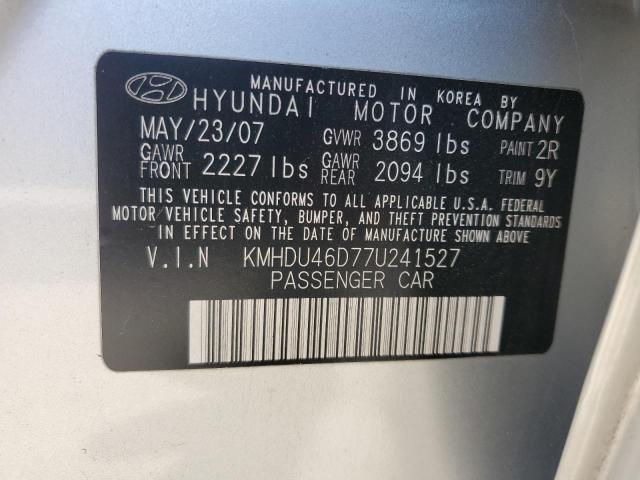 MANUFACTURED IN KOREA BY
HYUNDAI MOTOR COMPANY
MAY/23/07 GVWR 3869 lbs PAINT 2R
GAWR FRONT 2227 lbs GAWR REAR 2094 lbs TRIM 9Y
THIS VEHICLE CONFORMS TO ALL APPLICABLE U.S.A. FEDERAL
MOTOR VEHICLE SAFETY, BUMPER, AND THEFT PREVENTION STANDARDS
IN EFFECT ON THE DATE OF MANUFACTURE SHOWN ABOVE
V.I.N KMHDU46D77U241527
PASSENGER CAR